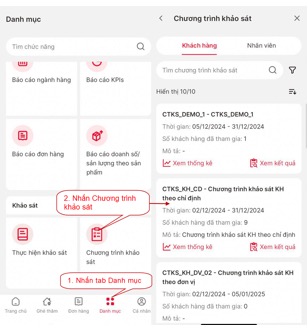 Danh mục
Tìm chức năng
Báo cáo ngành hàng
Báo cáo KPIs
Báo cáo đơn hàng
Báo cáo doanh số/
sản lượng theo sản
phẩm
Khảo sát
2. Nhấn Chương trình
khảo sát
Thực hiện khảo sát
Chương trình
khảo sát
1. Nhấn tab Danh mục
Trang chủ
Ghé thăm
Đơn hàng
Danh mục
Cá nhân
Chương trình khảo sát
Khách hàng
Nhân viên
Tìm chương trình khảo sát
Hiển thị 10/10
CTKS_DEMO_1 - CTKS_DEMO_1
Thời gian: 05/12/2024 - 31/12/2024
Số khách hàng đã tham gia: 1
Mô tả: -
Xem thống kê
Xem kết quả
CTKS_KH_CD - Chương trình khảo sát KH
theo chỉ định
Thời gian: 02/12/2024 - 31/12/2024
Số khách hàng đã tham gia: 9
Mô tả: Chương trình khảo sát KH theo chỉ định
Xem thống kê
Xem kết quả
CTKS_KH_DV_02 - Chương trình khảo sát KH
theo đơn vị
Thời gian: 02/12/2024 - 05/01/2025
Số khách hàng đã tham gia: 0
Mô tả: -